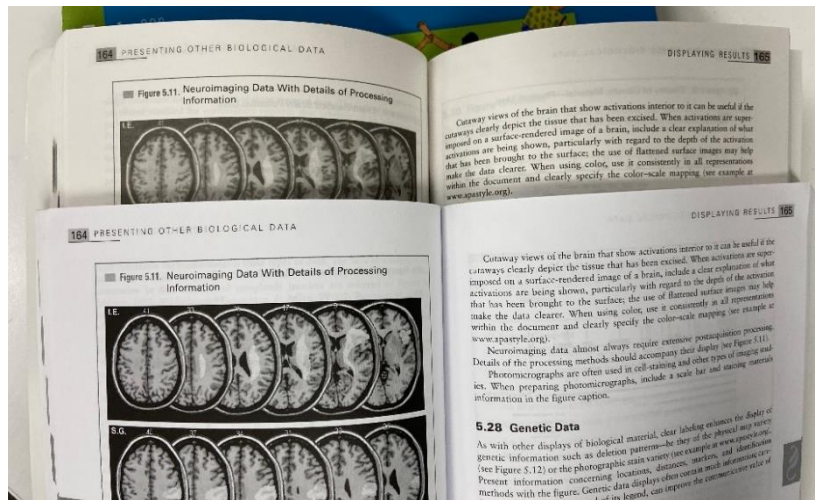 164 PRESENTING OTHER BIOLOGICAL DATA
Figure 5.11. Neuroimaging Data With Details of Processing
Information
I.E.
DISPLAYING RESULTS 165
Cutaway views of the brain that show activations interior to it can be useful if the
cutaways clearly depict the tissue that has been excised. When activations are super-
imposed on a surface-rendered image of a brain, include a clear explanation of what
activations are being shown, particularly with regard to the depth of the activation
that has been brought to the surface; the use of flattened surface images may help
make the data clearer. When using color, use it consistently in all representations
within the document and clearly specify the color-scale mapping (see example at
www.apastyle.org).
164 PRESENTING OTHER BIOLOGICAL DATA
Figure 5.11. Neuroimaging Data With Details of Processing
Information
I.E. 41
S.G. 40 37
DISPLAYING RESULTS 165
Cutaway views of the brain that show activations interior to it can be useful if the
cutaways clearly depict the tissue that has been excised. When activations are super-
imposed on a surface-rendered image of a brain, include a clear explanation of what
activations are being shown, particularly with regard to the depth of the activation
that has been brought to the surface; the use of flattened surface images may help
make the data clearer. When using color, use it consistently in all representations
within the document and clearly specify the color-scale mapping (see example at
www.apastyle.org).
Neuroimaging data almost always require extensive postacquisition processing.
Details of the processing methods should accompany their display (see Figure 5.11).
Photomicrographs are often used in cell-staining and other types of imaging stud-
ies. When preparing photomicrographs, include a scale bar and staining materials
information in the figure caption.
5.28 Genetic Data
As with other displays of biological material, clear labeling enhances the display of
genetic information such as deletion patterns—be they of the physical map variety
(see Figure 5.12) or the photographic stain variety (see example at www.apastyle.org).
Present information concerning locations, distances, markers, and identification
methods with the figure. Genetic data displays often contain much information;
of its legend, can improve the communicative value of